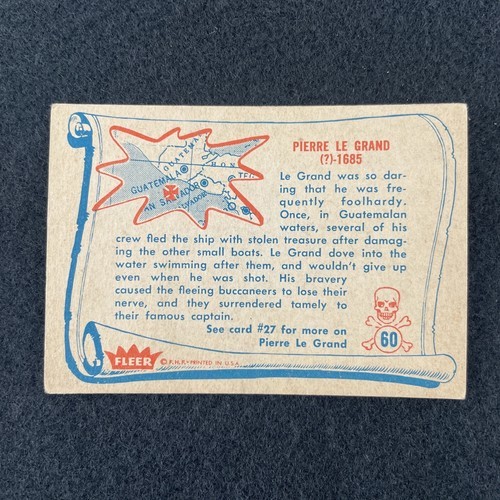 PIERRE LE GRAND
(?)-1685
GUATEMALA
HON
GUATEMALA
AN SALVADOR
Le Grand was so dar-
ing that he was fre-
quently foolhardy.
Once, in Guatemalan
waters, several of his
crew fled the ship with stolen treasure after damag-
ing the other small boats. Le Grand dove into the
water swimming after them, and wouldn't give up
even when he was shot. His bravery
caused the fleeing buccaneers to lose their
nerve, and they surrendered tamely to
their famous captain.
See card #27 for more on
Pierre Le Grand
60
FLEER
© F.H.F. PRINTED IN U.S.A.